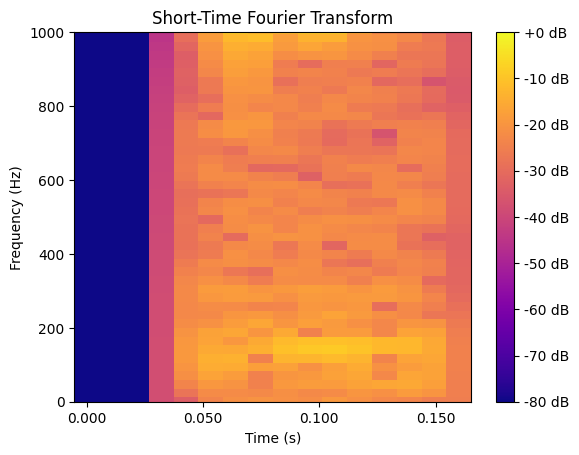 Short-Time Fourier Transform
Frequency (Hz)
1000
800
600
400
200
0
0.000
0.050
0.100
0.150
Time (s)
+0 dB
-10 dB
-20 dB
-30 dB
-40 dB
-50 dB
-60 dB
-70 dB
-80 dB